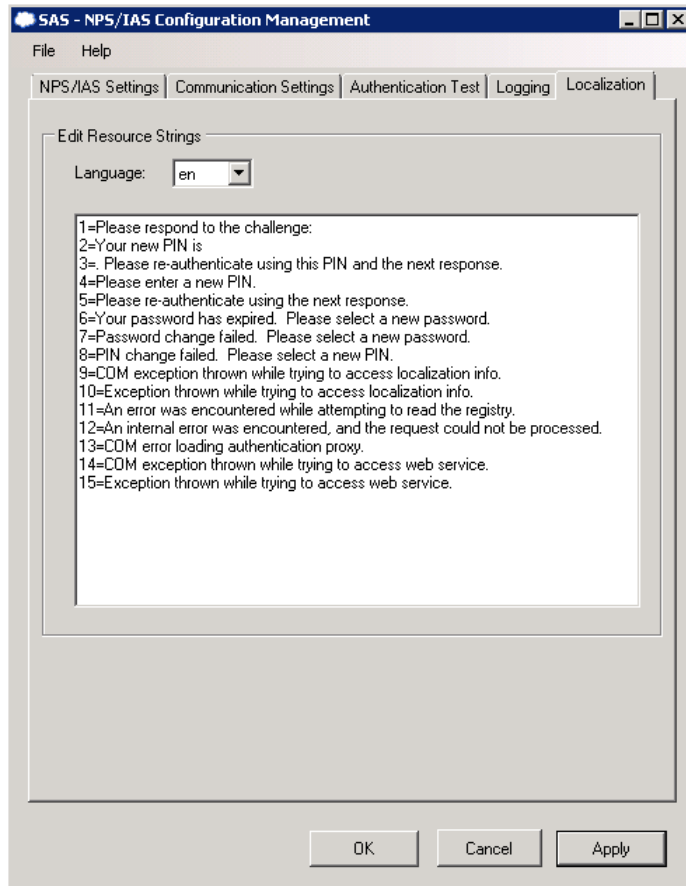 SAS - NPS/IAS Configuration Management
File Help
NPS/IAS Settings Communication Settings Authentication Test Logging Localization
Edit Resource Strings
Language: en
1=Please respond to the challenge:
2=Your new PIN is
3=. Please re-authenticate using this PIN and the next response.
4=Please enter a new PIN.
5=Please re-authenticate using the next response.
6=Your password has expired.  Please select a new password.
7=Password change failed.  Please select a new password.
8=PIN change failed.  Please select a new PIN.
9=COM exception thrown while trying to access localization info.
10=Exception thrown while trying to access localization info.
11=An error was encountered while attempting to read the registry.
12=An internal error was encountered, and the request could not be processed.
13=COM error loading authentication proxy.
14=COM exception thrown while trying to access web service.
15=Exception thrown while trying to access web service.
OK Cancel Apply